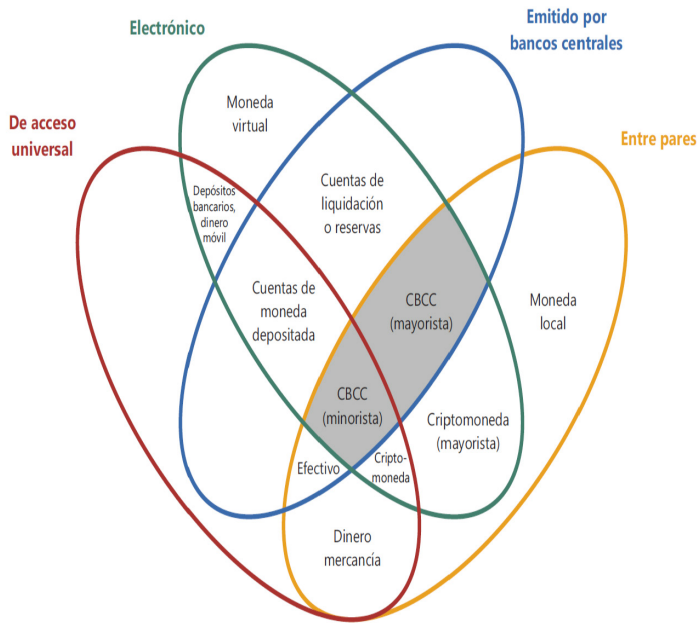 Electrónico
Emitido por
bancos centrales
De acceso
universal
Entre pares
Moneda
virtual
Depósitos
bancarios,
dinero
móvil
Cuentas de
liquidación
o reservas
Cuentas de
moneda
depositada
CBCC
(mayorista)
Moneda
local
CBCC
(minorista)
Criptomoneda
(mayorista)
Efectivo
Cripto-
moneda
Dinero
mercancía